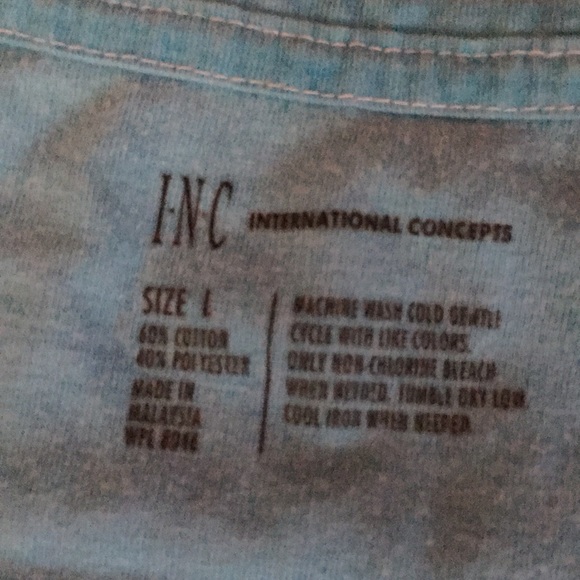 I·N·C INTERNATIONAL CONCEPTS
SIZE L
60% COTTON
40% POLYESTER
MADE IN
MALAYSIA
WPL
MACHINE WASH COLD GENTLE
CYCLE WITH LIKE COLORS.
ONLY NON-CHLORINE BLEACH
WHEN NEEDED. TUMBLE DRY LOW.
COOL IRON WHEN NEEDED.